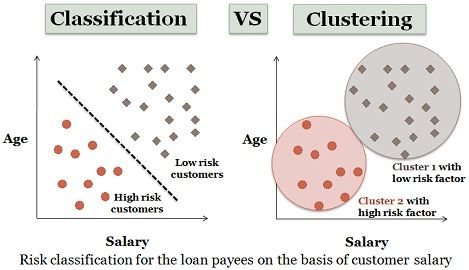 Classification VS Clustering
Age
Low risk
customers
High risk
customers
Salary
Age
Cluster 1 with
low risk factor
Cluster 2 with
high risk factor
Salary
Risk classification for the loan payees on the basis of customer salary